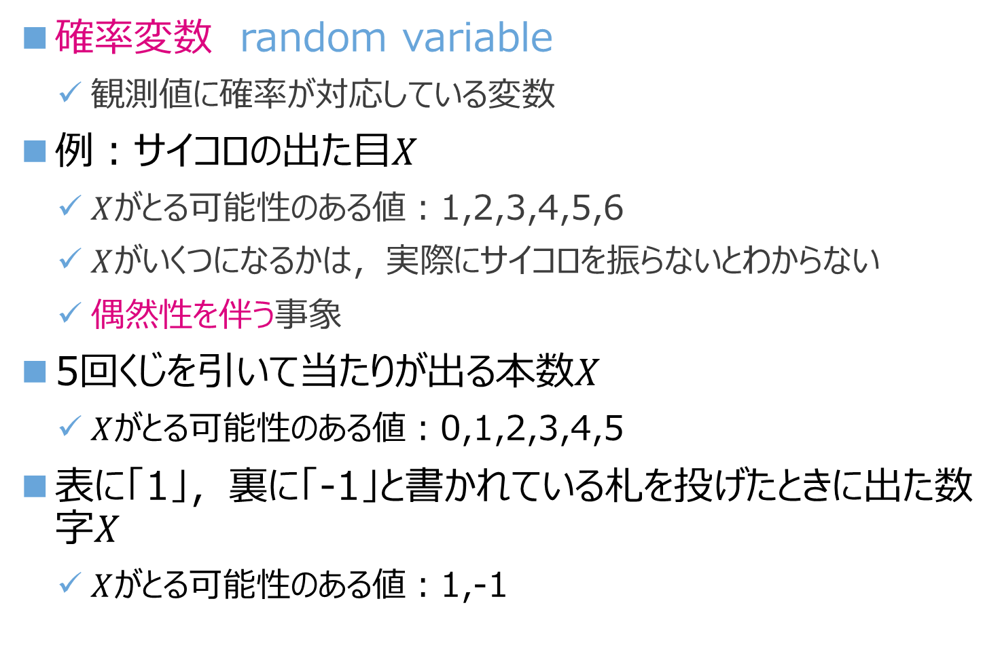 ■ 確率変数 random variable
✓ 観測値に確率が対応している変数
■ 例：サイコロの出た目X
✓ Xがとる可能性のある値：1,2,3,4,5,6
✓ Xがいくつになるかは，実際にサイコロを振らないとわからない
✓ 偶然性を伴う事象
■ 5回くじを引いて当たりが出る本数X
✓ Xがとる可能性のある値：0,1,2,3,4,5
■ 表に「1」，裏に「-1」と書かれている札を投げたときに出た数
字X
✓ Xがとる可能性のある値：1,-1